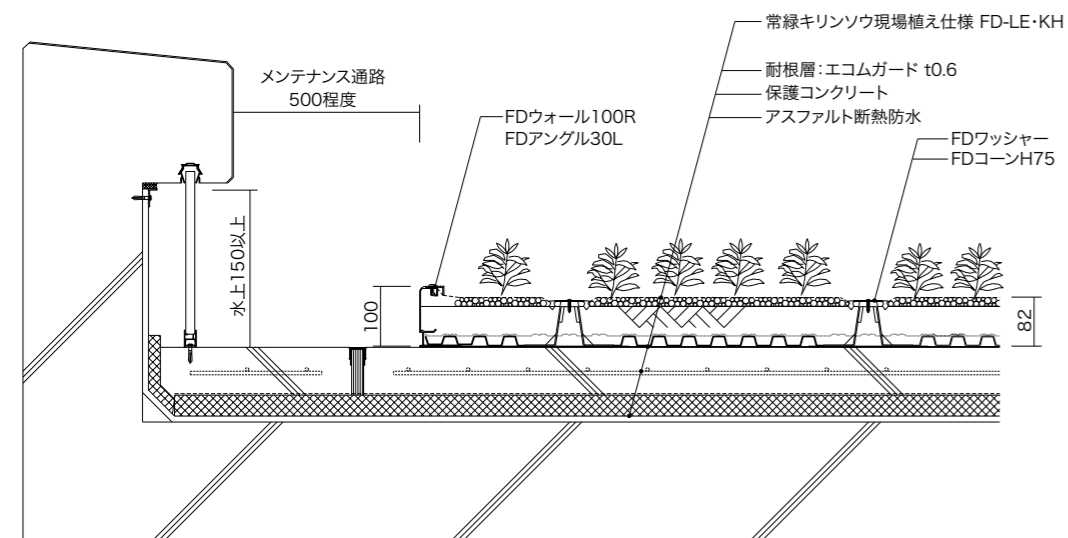 常緑キリンソウ現場植え仕様 FD-LE・KH
耐根層：エコムガード t0.6
保護コンクリート
アスファルト断熱防水
メンテナンス通路
500程度
FDウォール100R
FDアングル30L
FDワッシャー
FDコーンH75
水上150以上
100
82